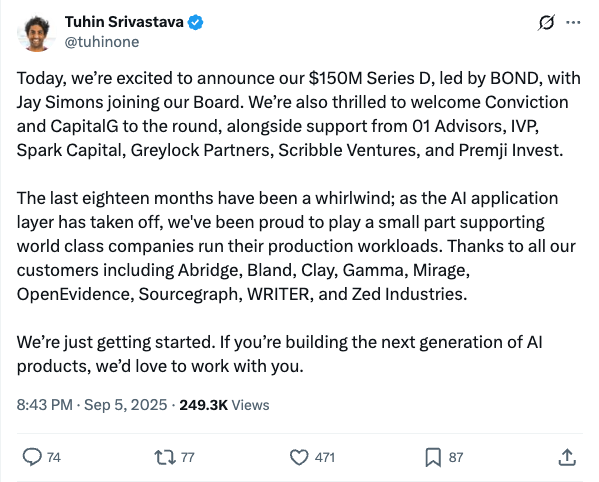 Tuhin Srivastava
@tuhinone
Today, we’re excited to announce our $150M Series D, led by BOND, with
Jay Simons joining our Board. We’re also thrilled to welcome Conviction
and CapitalG to the round, alongside support from 01 Advisors, IVP,
Spark Capital, Greylock Partners, Scribble Ventures, and Premji Invest.
The last eighteen months have been a whirlwind; as the AI application
layer has taken off, we've been proud to play a small part supporting
world class companies run their production workloads. Thanks to all our
customers including Abridge, Bland, Clay, Gamma, Mirage,
OpenEvidence, Sourcegraph, WRITER, and Zed Industries.
We’re just getting started. If you’re building the next generation of AI
products, we’d love to work with you.
8:43 PM · Sep 5, 2025 · 249.3K Views
74 77 471 87